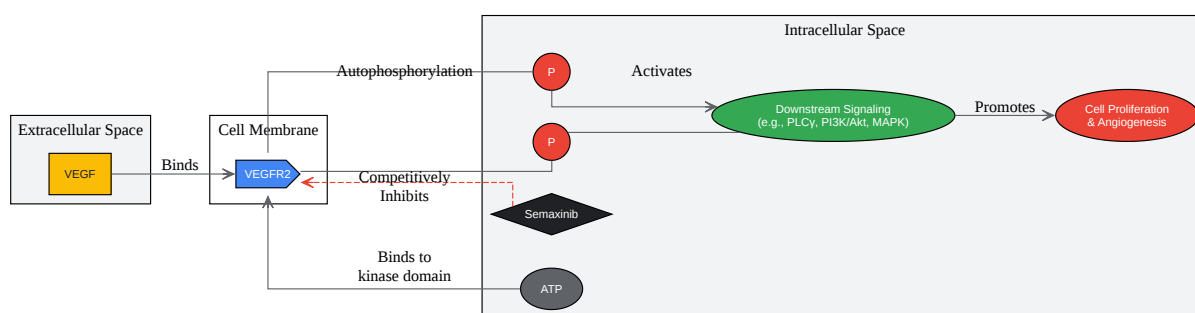 Intracellular Space
Autophosphorylation
P
Activates
Downstream Signaling
(e.g., PLCγ, PI3K/Akt, MAPK)
Promotes
Cell Proliferation
& Angiogenesis
Extracellular Space
Cell Membrane
P
VEGF
Binds
VEGFR2
Competitively
Inhibits
Semaxinib
Binds to
kinase domain
ATP